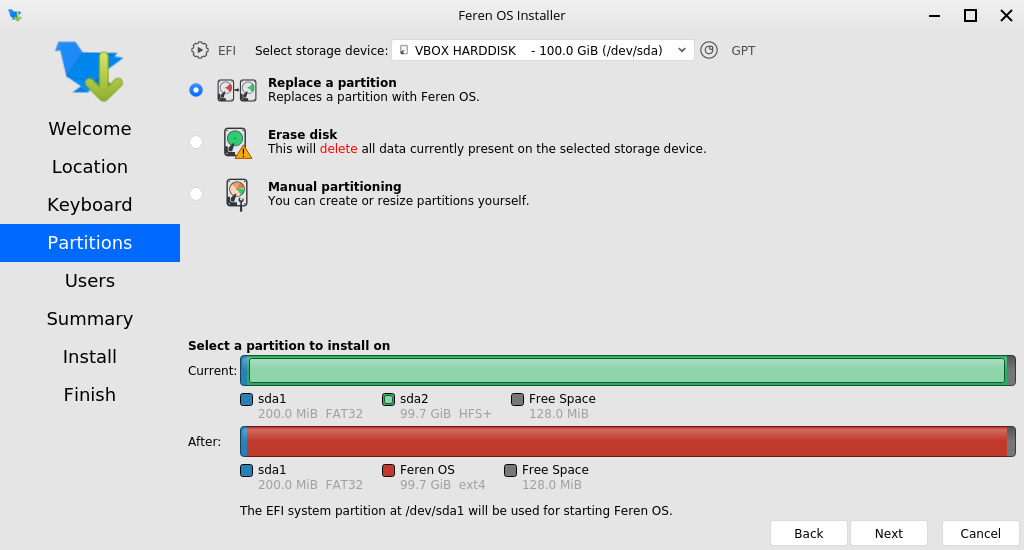 Feren OS Installer
EFI Select storage device: VBOX HARDDISK - 100.0 GiB (/dev/sda) GPT
Replace a partition
Replaces a partition with Feren OS.
Erase disk
This will delete all data currently present on the selected storage device.
Manual partitioning
You can create or resize partitions yourself.
Welcome
Location
Keyboard
Partitions
Users
Summary
Install
Finish
Select a partition to install on
Current:
sda1 sda2 Free Space
200.0 MiB FAT32 99.7 GiB HFS+ 128.0 MiB
After:
sda1 Feren OS Free Space
200.0 MiB FAT32 99.7 GiB ext4 128.0 MiB
The EFI system partition at /dev/sda1 will be used for starting Feren OS.
Back Next Cancel